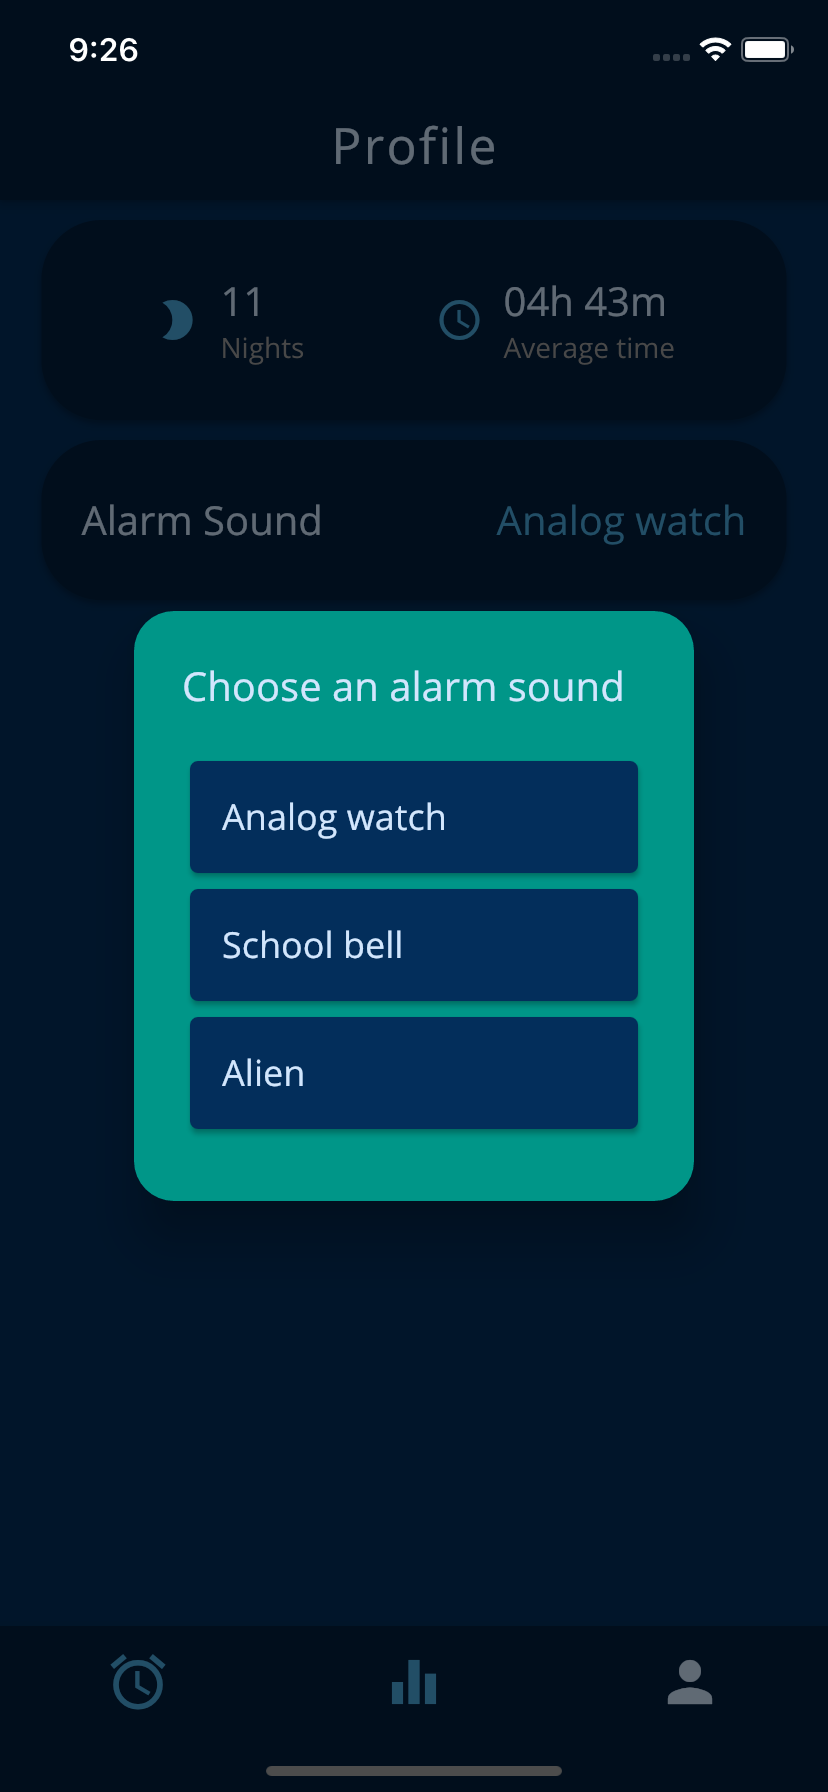 9:26
Profile
11
Nights
04h 43m
Average time
Alarm Sound
Analog watch
Choose an alarm sound
Analog watch
School bell
Alien